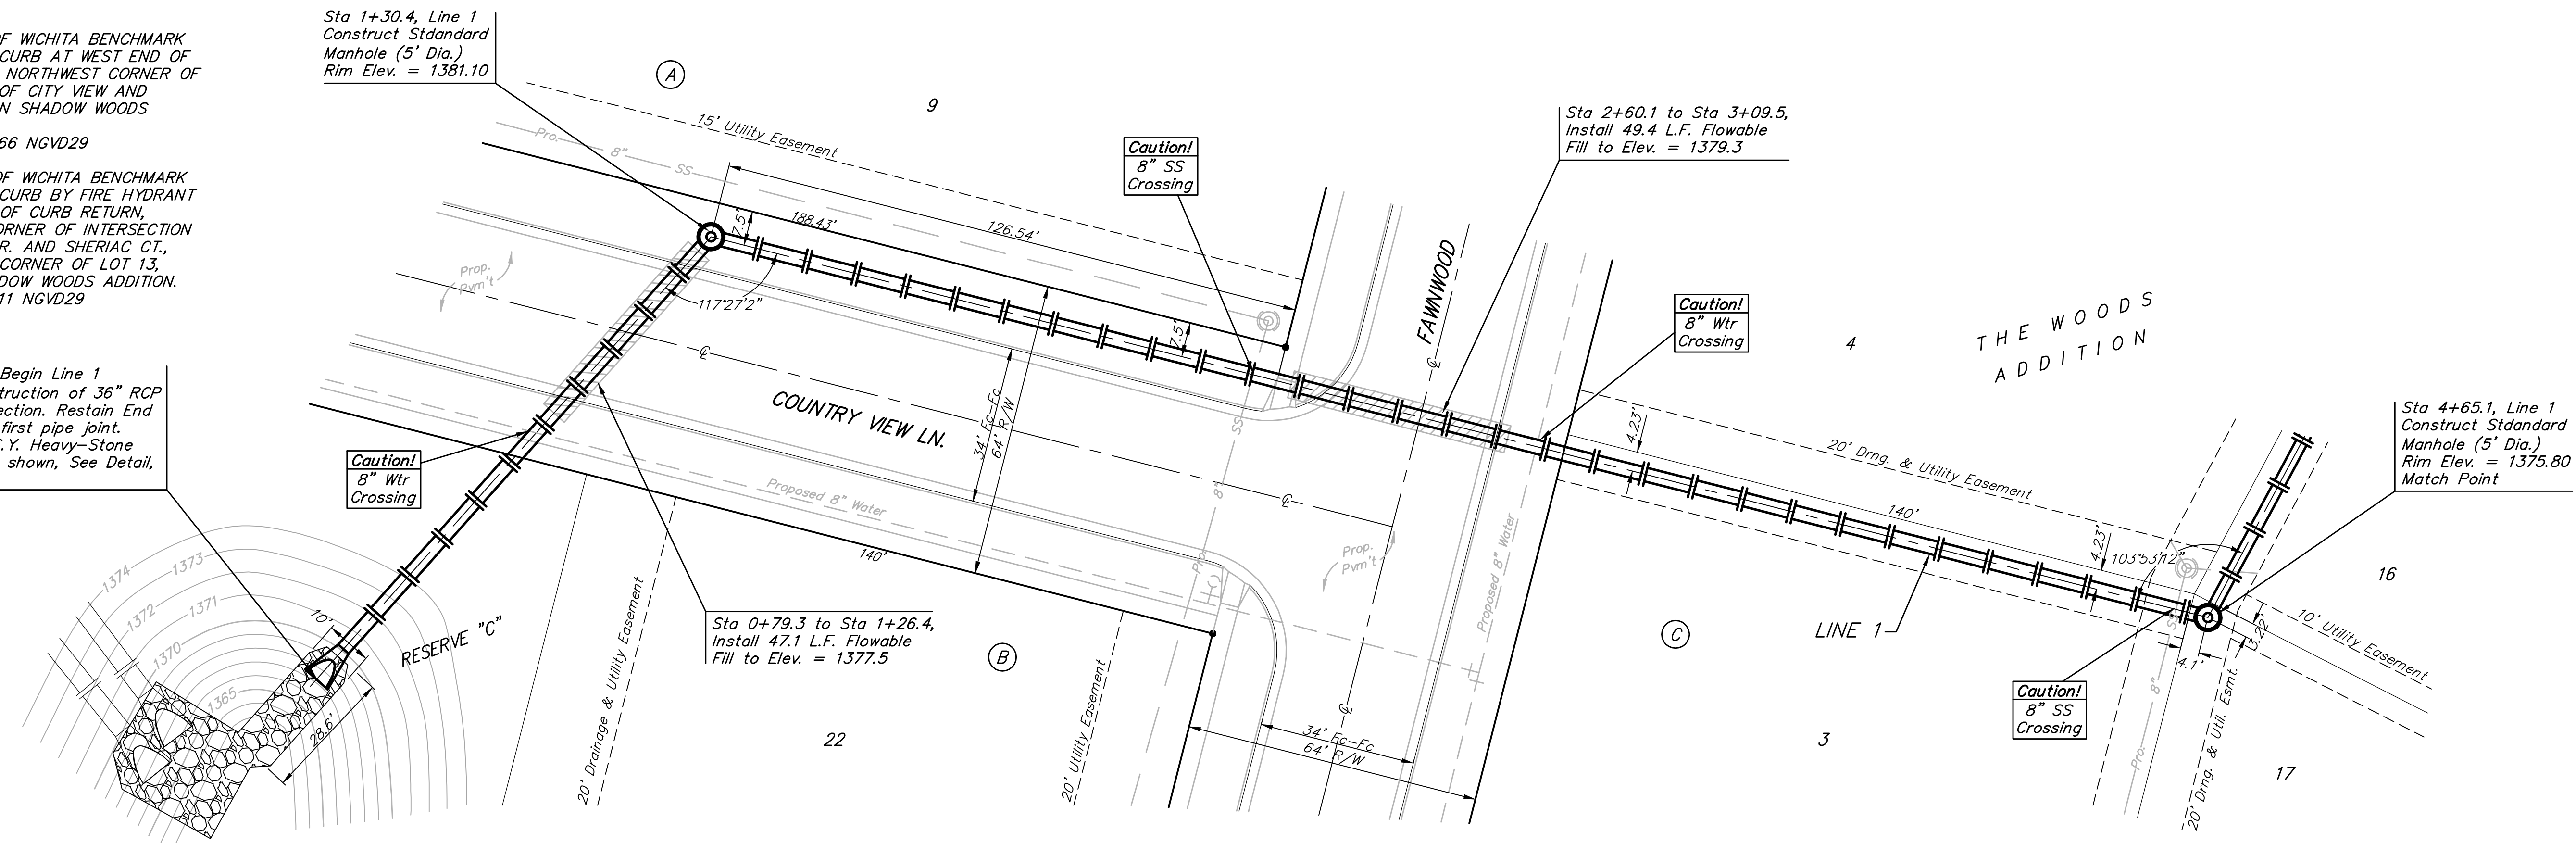 OF WICHITA BENCHMARK
CURB AT WEST END OF
NORTHWEST CORNER OF
OF CITY VIEW AND
SHADOW WOODS
66 NGVD29
OF WICHITA BENCHMARK
CURB BY FIRE HYDRANT
OF CURB RETURN,
OF INTERSECTION
AND SHERIAC CT.,
CORNER OF LOT 13,
WOODS ADDITION.
11 NGVD29
Begin Line 1
of 36" RCP
Restain End
first pipe joint.
S.Y. Heavy-Stone
shown, See Detail,
Sta 1+30.4, Line 1
Construct Stdandard
Manhole (5' Dia.)
Rim Elev. = 1381.10
A
9
15' Utility Easement
Pro.
8"
SS
188.43'
126.54'
7.5'
7.5'
117°27'2"
Prop.
Pvm't
Caution!
8" SS
Crossing
Sta 2+60.1 to Sta 3+09.5,
Install 49.4 L.F. Flowable
Fill to Elev. = 1379.3
FAWNWOOD
Caution!
8" Wtr
Crossing
4
THE WOODS
ADDITION
COUNTRY VIEW LN.
34' Fc-Fc
64' R/W
Proposed 8" Water
140'
Pro.
8"
SS
Prop.
Pvm't
Proposed 8" Water
4.23'
20' Drng. & Utility Easement
140'
4.23'
103°53'12"
Sta 4+65.1, Line 1
Construct Stdandard
Manhole (5' Dia.)
Rim Elev. = 1375.80
Match Point
16
Caution!
8" Wtr
Crossing
1374
1373
1372
1371
1370
1365
10'
28.6'
RESERVE "C"
Sta 0+79.3 to Sta 1+26.4,
Install 47.1 L.F. Flowable
Fill to Elev. = 1377.5
20' Drainage & Utility Easement
B
22
20' Utility Easement
34' Fc-Fc
64' R/W
C
LINE 1
3
Caution!
8" SS
Crossing
Pro.
8"
SS
4.1'
13.22'
10' Utility Easement
20' Drng. & Util. Esmt.
17